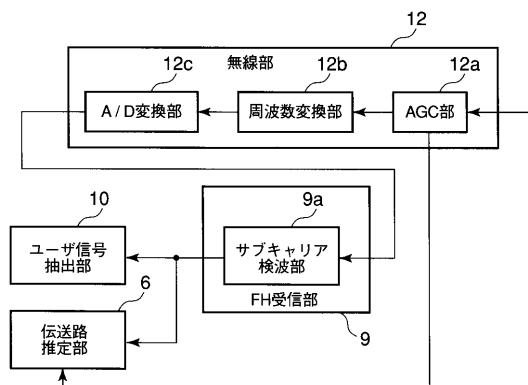 12
無線部
12c
12b
12a
A / D変換部
周波数変換部
AGC部
10
9a
ユーザ信号
抽出部
サブキャリア
検波部
FH受信部
6
9
伝送路
推定部